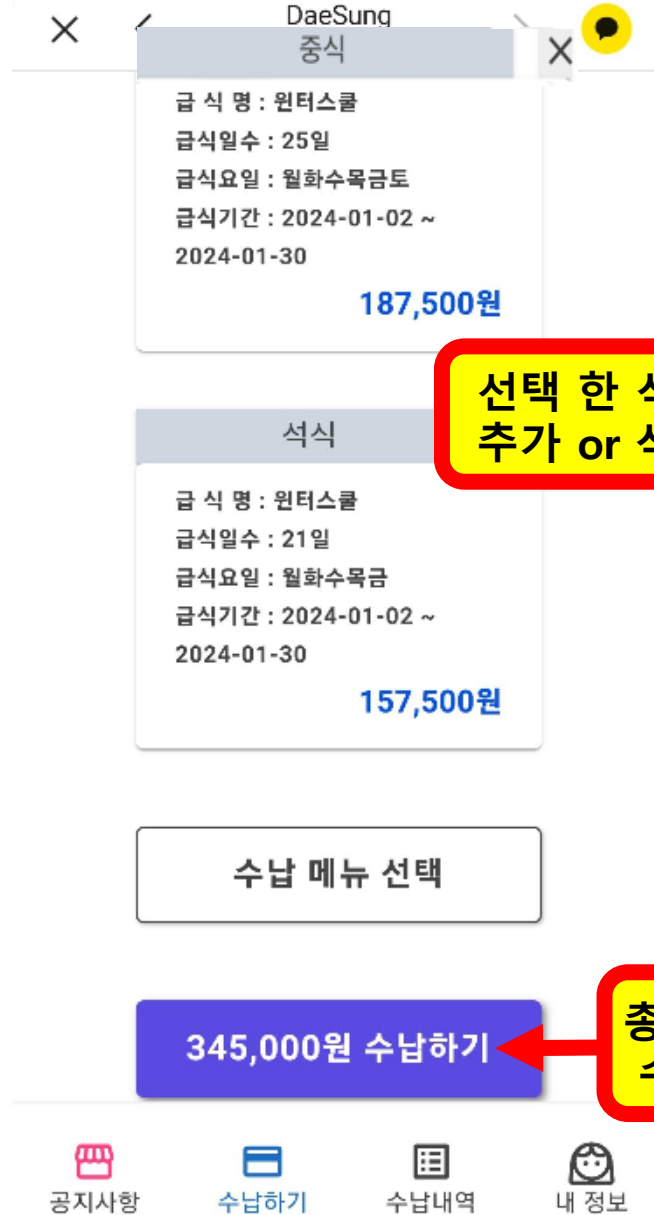 DaeSung
중식
급 식 명 : 윈터스쿨
급식일수 : 25일
급식요일 : 월화수목금토
급식기간 : 2024-01-02 ~
2024-01-30
187,500원
선택 한
추가 or
석식
급 식 명 : 윈터스쿨
급식일수 : 21일
급식요일 : 월화수목금
급식기간 : 2024-01-02 ~
2024-01-30
157,500원
수납 메뉴 선택
총
345,000원 수납하기
공지사항
수납하기
수납내역
내 정보